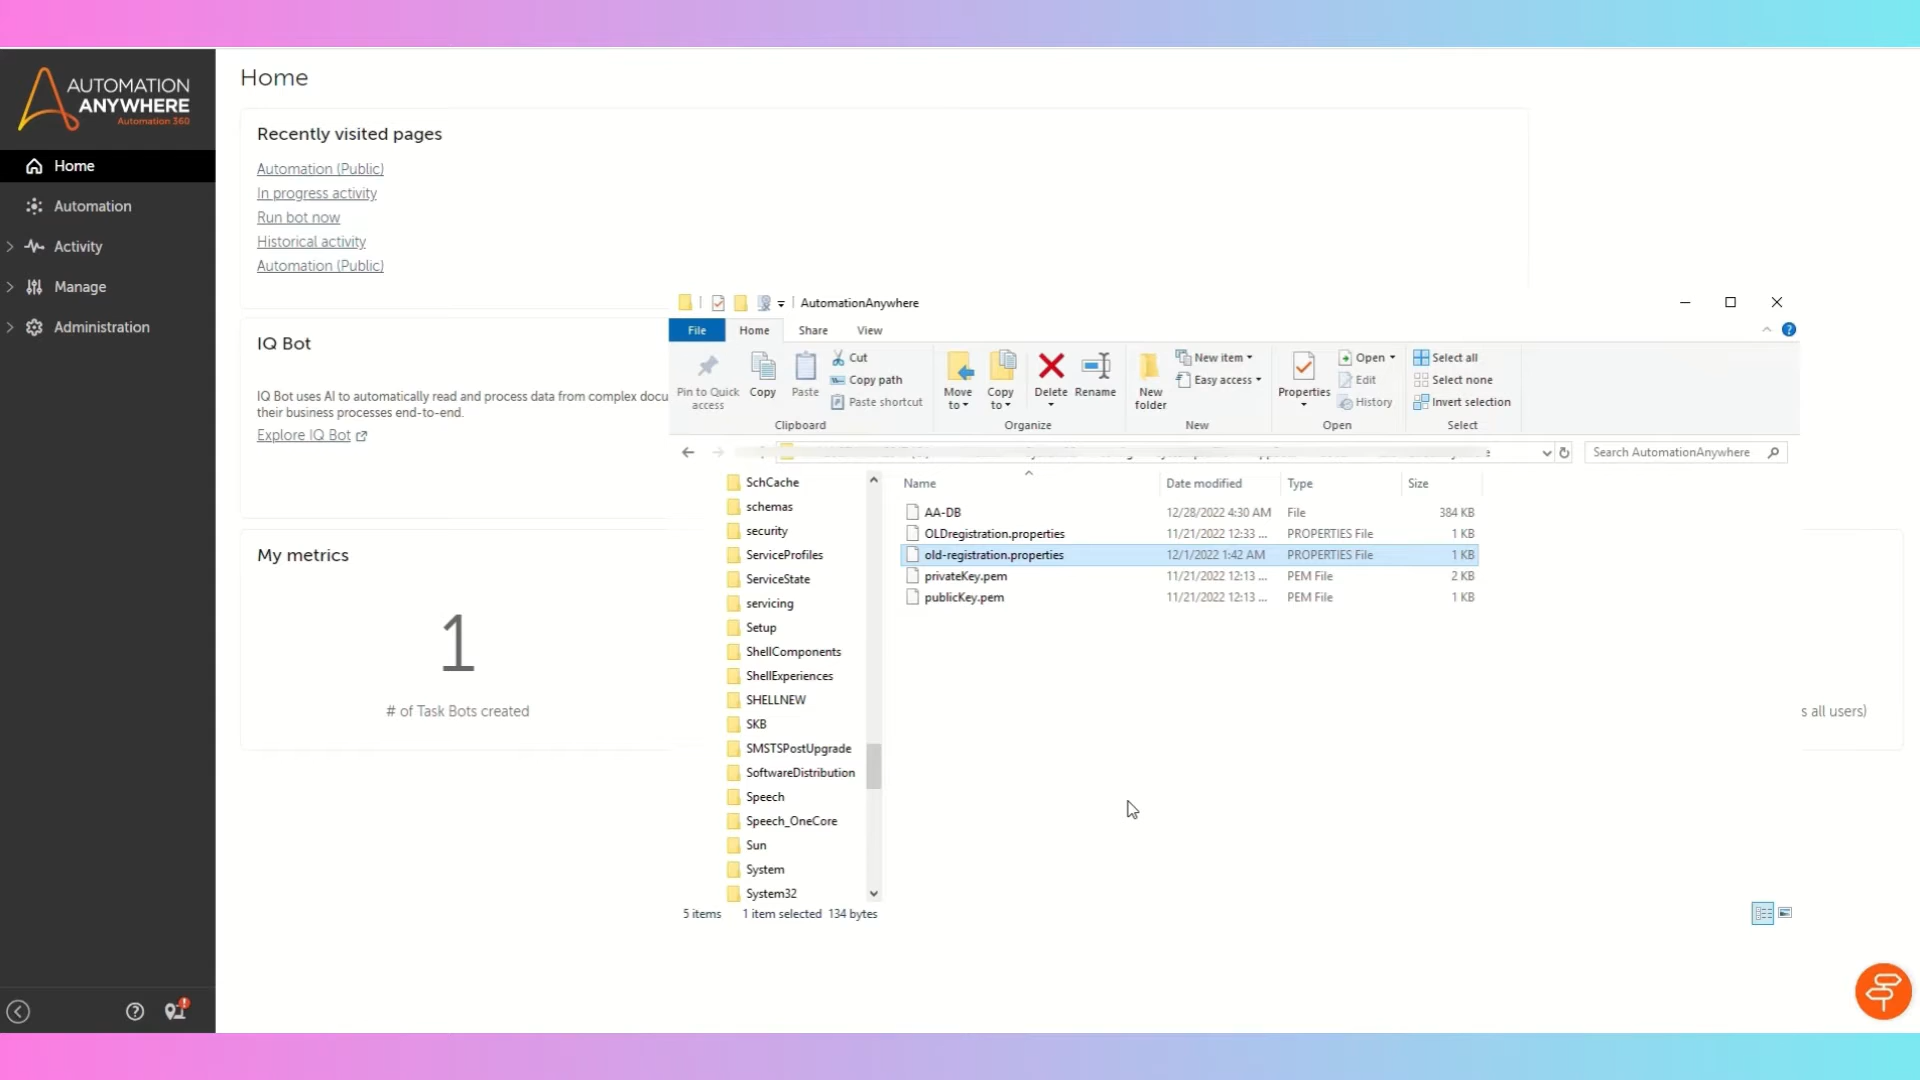 AUTOMATION
ANYWHERE
Automation 360
Home
Automation
Activity
Manage
Administration
Home
Recently visited pages
Automation (Public)
In progress activity
Run bot now
Historical activity
Automation (Public)
IQ Bot
IQ Bot uses AI to automatically read and process data from complex docu
their business processes end-to-end.
Explore IQ Bot
My metrics
1
# of Task Bots created
s all users)
AutomationAnywhere
File Home Share View
Pin to Quick access
Copy
Paste
Cut
Copy path
Paste shortcut
Clipboard
Move to
Copy to
Delete
Rename
Organize
New folder
New item
Easy access
New
Properties
Open
Edit
History
Open
Select all
Select none
Invert selection
Select
Search AutomationAnywhere
SchCache
schemas
security
ServiceProfiles
ServiceState
servicing
Setup
ShellComponents
ShellExperiences
SHELLNEW
SKB
SMSTSPostUpgrade
SoftwareDistribution
Speech
Speech_OneCore
Sun
System
System32
Name Date modified Type Size
AA-DB 12/28/2022 4:30 AM File 384 KB
OLDregistration.properties 11/21/2022 12:33 ... PROPERTIES File 1 KB
old-registration.properties 12/1/2022 1:42 AM PROPERTIES File 1 KB
privateKey.pem 11/21/2022 12:13 ... PEM File 2 KB
publicKey.pem 11/21/2022 12:13 ... PEM File 1 KB
5 items 1 item selected 134 bytes